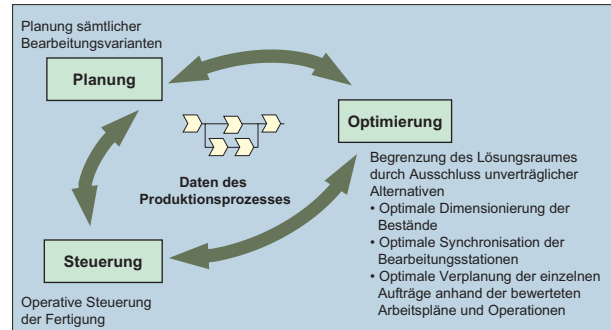 Planung sämtlicher
Bearbeitungsvarianten
Planung
Optimierung
Daten des
Produktionsprozesses
Begrenzung des Lösungsraumes
durch Ausschluss unverträglicher
Alternativen
• Optimale Dimensionierung der
Bestände
• Optimale Synchronisation der
Bearbeitungsstationen
• Optimale Verplanung der einzelnen
Aufträge anhand der bewerteten
Arbeitspläne und Operationen
Steuerung
Operative Steuerung
der Fertigung